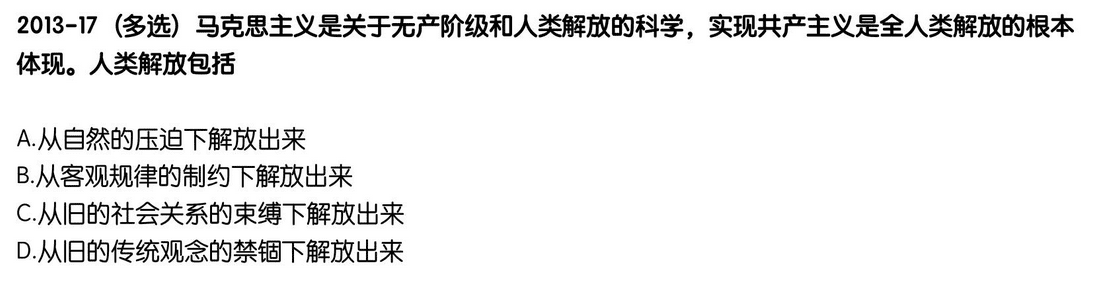 2013-17（多选）马克思主义是关于无产阶级和人类解放的科学，实现共产主义是全人类解放的根本
体现。人类解放包括
A.从自然的压迫下解放出来
B.从客观规律的制约下解放出来
C.从旧的社会关系的束缚下解放出来
D.从旧的传统观念的禁锢下解放出来